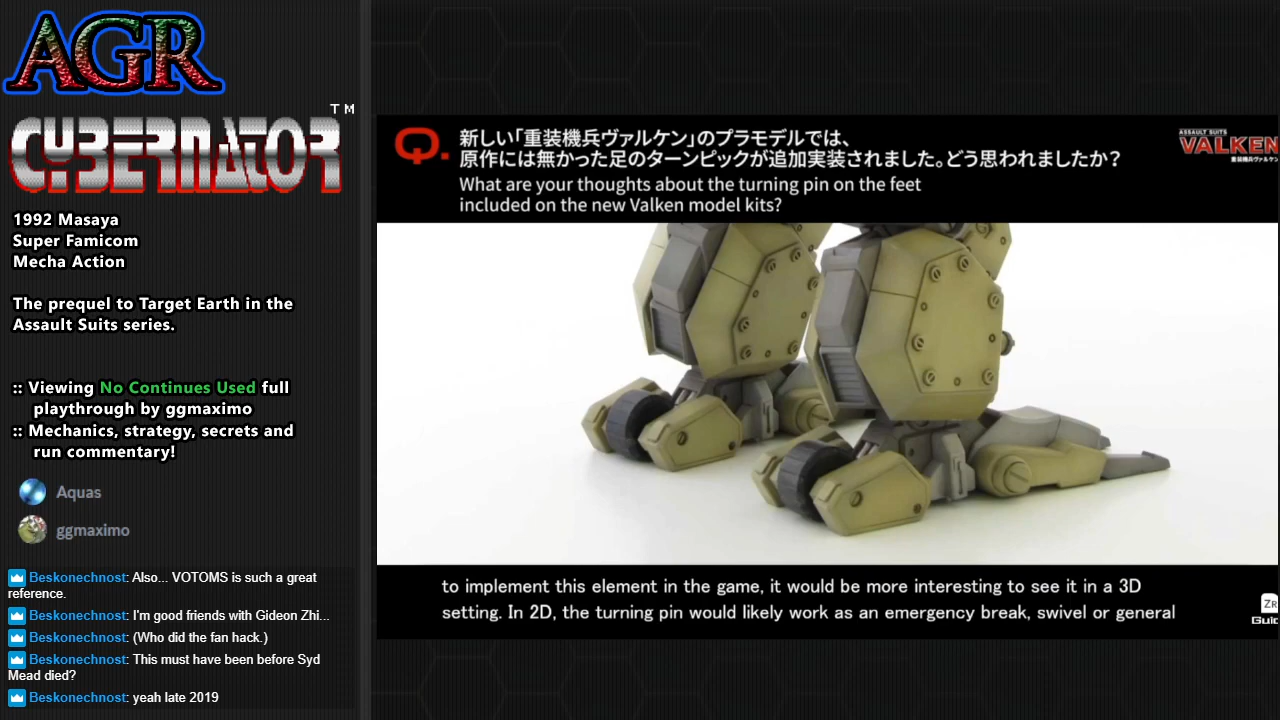 AGR
CYBERNATOR TM
1992 Masaya
Super Famicom
Mecha Action
The prequel to Target Earth in the
Assault Suits series.
:: Viewing No Continues Used full
playthrough by ggmaximo
:: Mechanics, strategy, secrets and
run commentary!
Aquas
ggmaximo
Beskonechnost: Also... VOTOMS is such a great
reference.
Beskonechnost: I'm good friends with Gideon Zhi...
Beskonechnost: (Who did the fan hack.)
Beskonechnost: This must have been before Syd
Mead died?
Beskonechnost: yeah late 2019
Q. 新しい「重装機兵ヴァルケン」のプラモデルでは、
原作には無かった足のターンピックが追加実装されました。どう思われましたか？
What are your thoughts about the turning pin on the feet
included on the new Valken model kits?
ASSAULT SUITS
VALKEN
重装機兵ヴァルケン
to implement this element in the game, it would be more interesting to see it in a 3D
setting. In 2D, the turning pin would likely work as an emergency break, swivel or general